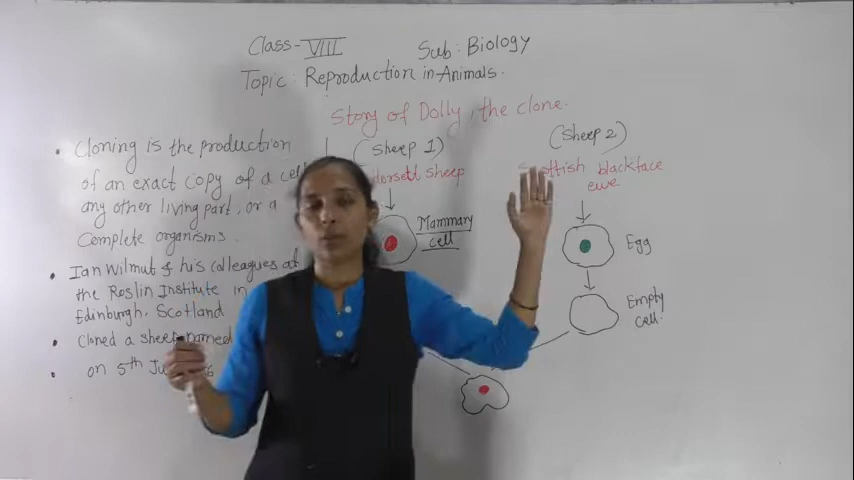 Class - VIII Sub : Biology
Topic : Reproduction in Animals.
Story of Dolly, the clone.
• Cloning is the production
of an exact copy of a cell
any other living part, or a
Complete organisms.
• Ian Wilmut & his colleagues at
the Roslin Institute in
Edinburgh, Scotland
• Cloned a sheep named
• on 5th
(Sheep 1)
sheep
Mammary
cell
(Sheep 2)
blackface
ewe
Egg
Empty
cell.